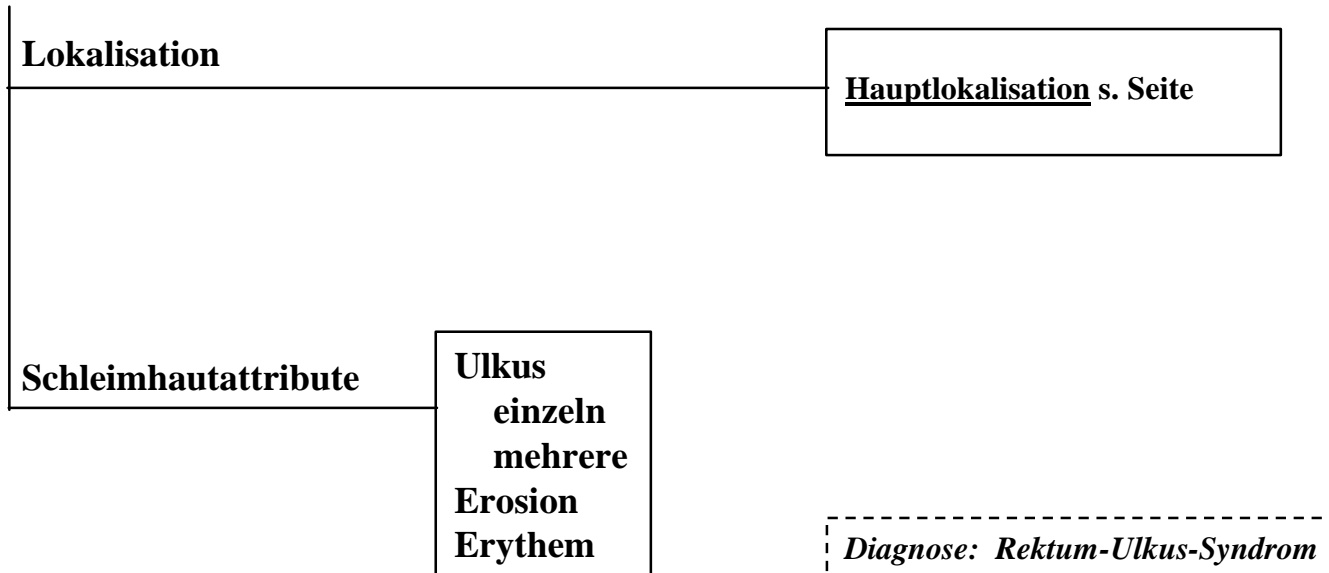 Lokalisation
Hauptlokalisation s. Seite
Schleimhautattribute
Ulkus
einzeln
mehrere
Erosion
Erythem
Diagnose: Rektum-Ulkus-Syndrom